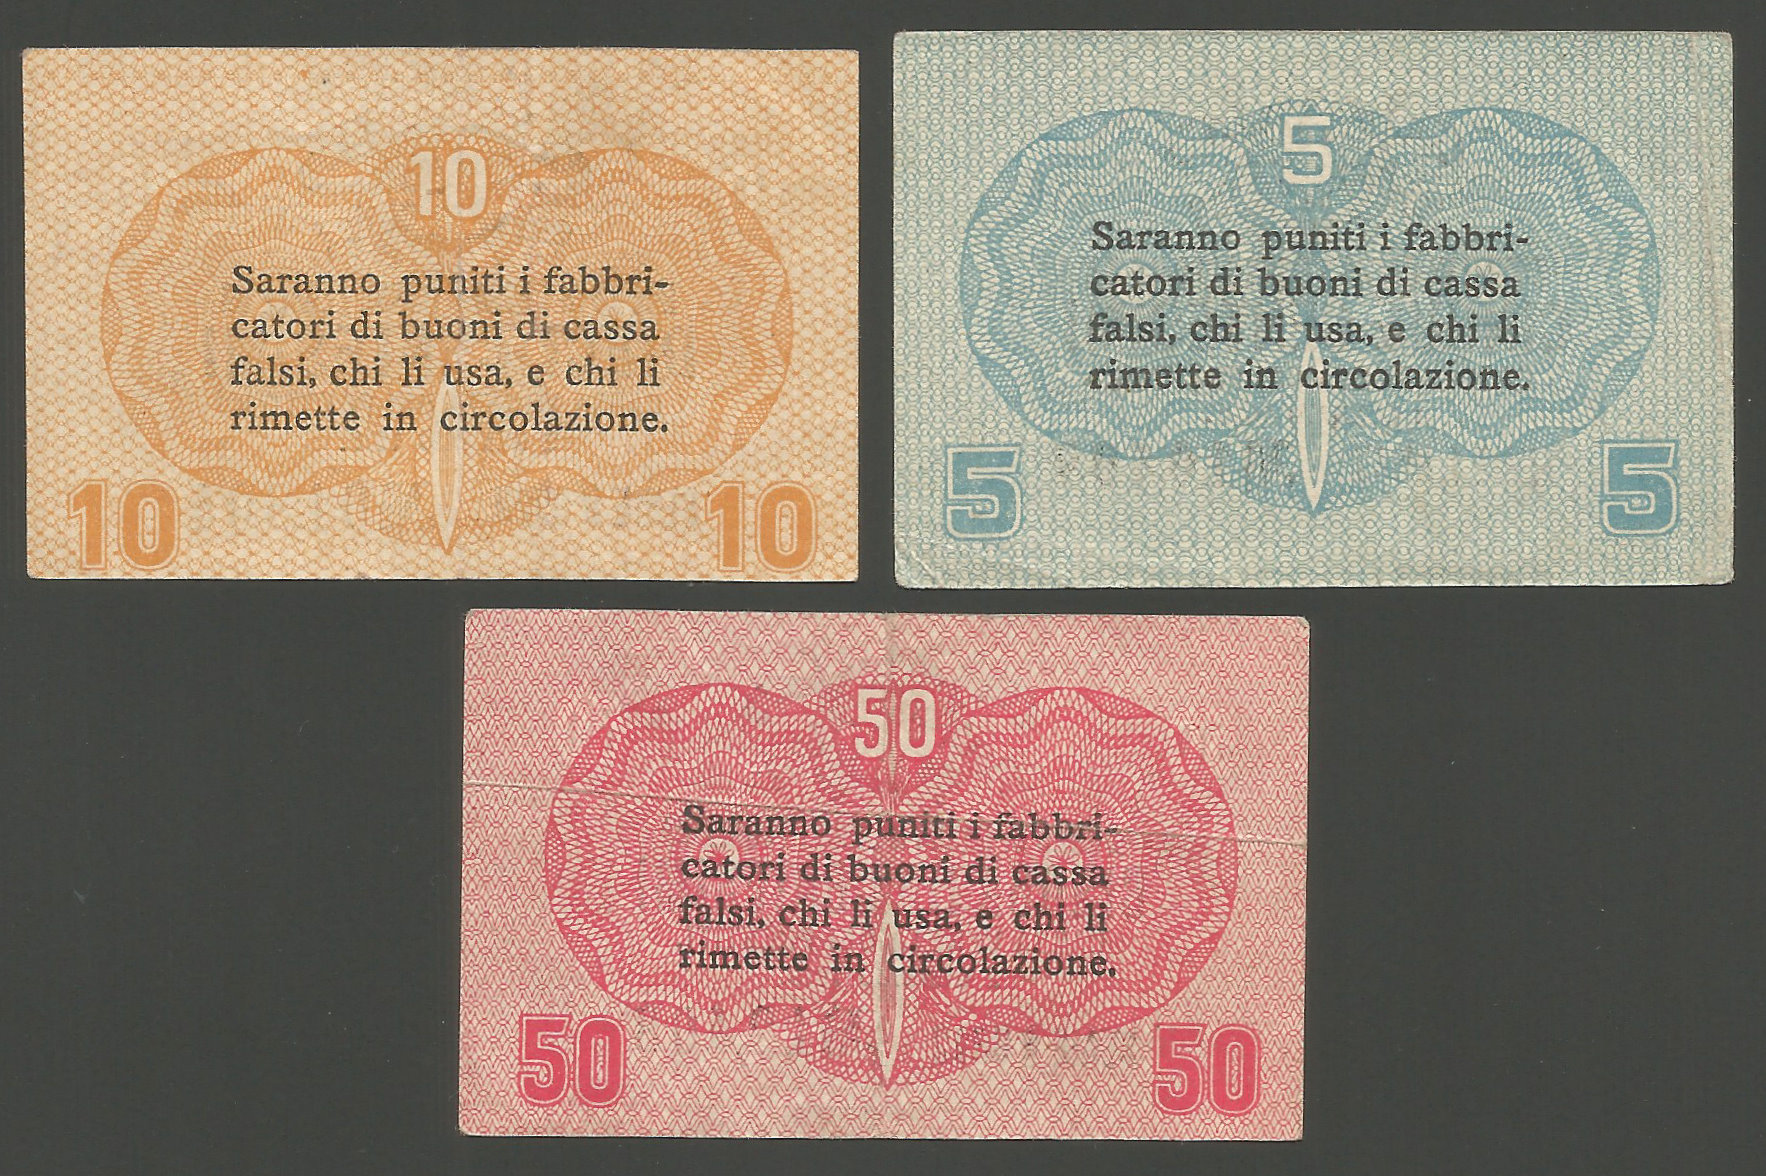 10
Saranno puniti i fabbri-
catori di buoni di cassa
falsi, chi li usa, e chi li
rimette in circolazione.
10 10
5
Saranno puniti i fabbri-
catori di buoni di cassa
falsi, chi li usa, e chi li
rimette in circolazione.
5 5
50
Saranno puniti i fabbri-
catori di buoni di cassa
falsi, chi li usa, e chi li
rimette in circolazione.
50 50